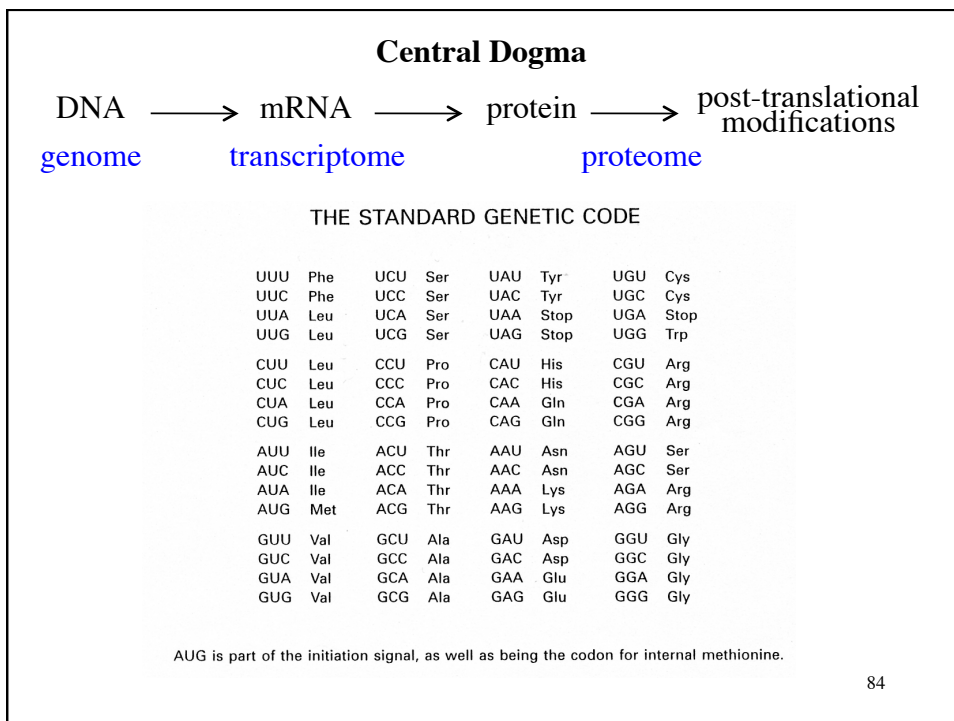 Central Dogma
DNA → mRNA → protein → post-translational modifications
genome transcriptome proteome
THE STANDARD GENETIC CODE
UUU Phe UCU Ser UAU Tyr UGU Cys
UUC Phe UCC Ser UAC Tyr UGC Cys
UUA Leu UCA Ser UAA Stop UGA Stop
UUG Leu UCG Ser UAG Stop UGG Trp
CUU Leu CCU Pro CAU His CGU Arg
CUC Leu CCC Pro CAC His CGC Arg
CUA Leu CCA Pro CAA Gln CGA Arg
CUG Leu CCG Pro CAG Gln CGG Arg
AUU Ile ACU Thr AAU Asn AGU Ser
AUC Ile ACC Thr AAC Asn AGC Ser
AUA Ile ACA Thr AAA Lys AGA Arg
AUG Met ACG Thr AAG Lys AGG Arg
GUU Val GCU Ala GAU Asp GGU Gly
GUC Val GCC Ala GAC Asp GGC Gly
GUA Val GCA Ala GAA Glu GGA Gly
GUG Val GCG Ala GAG Glu GGG Gly
AUG is part of the initiation signal, as well as being the codon for internal methionine.
84